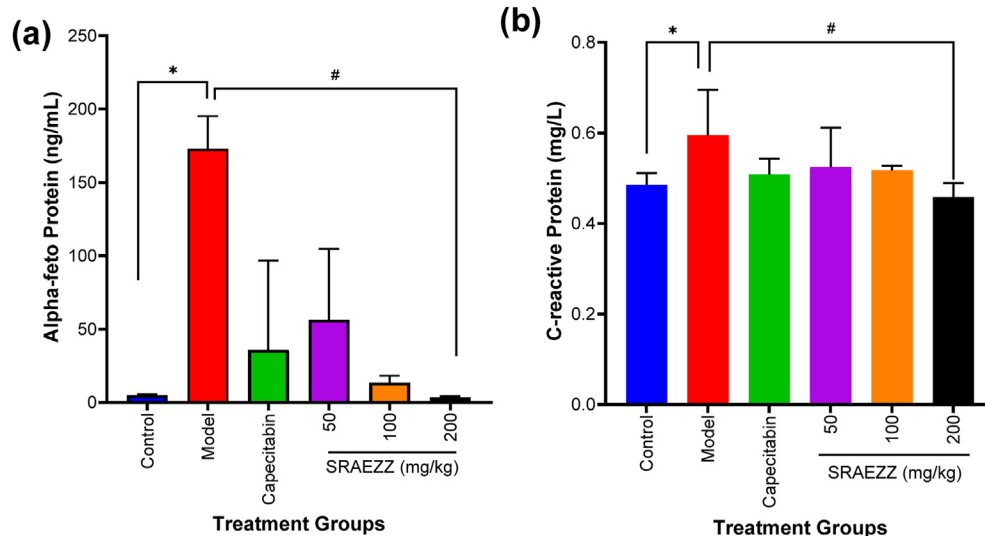 (a)
250
200
150
100
50
0
Alpha-feto Protein (ng/mL)
*
#
Control
Model
Capecitabin
50
100
200
SRAEZZ (mg/kg)
Treatment Groups
(b)
0.8
0.6
0.4
0.2
0.0
C-reactive Protein (mg/L)
*
#
Control
Model
Capecitabin
50
100
200
SRAEZZ (mg/kg)
Treatment Groups